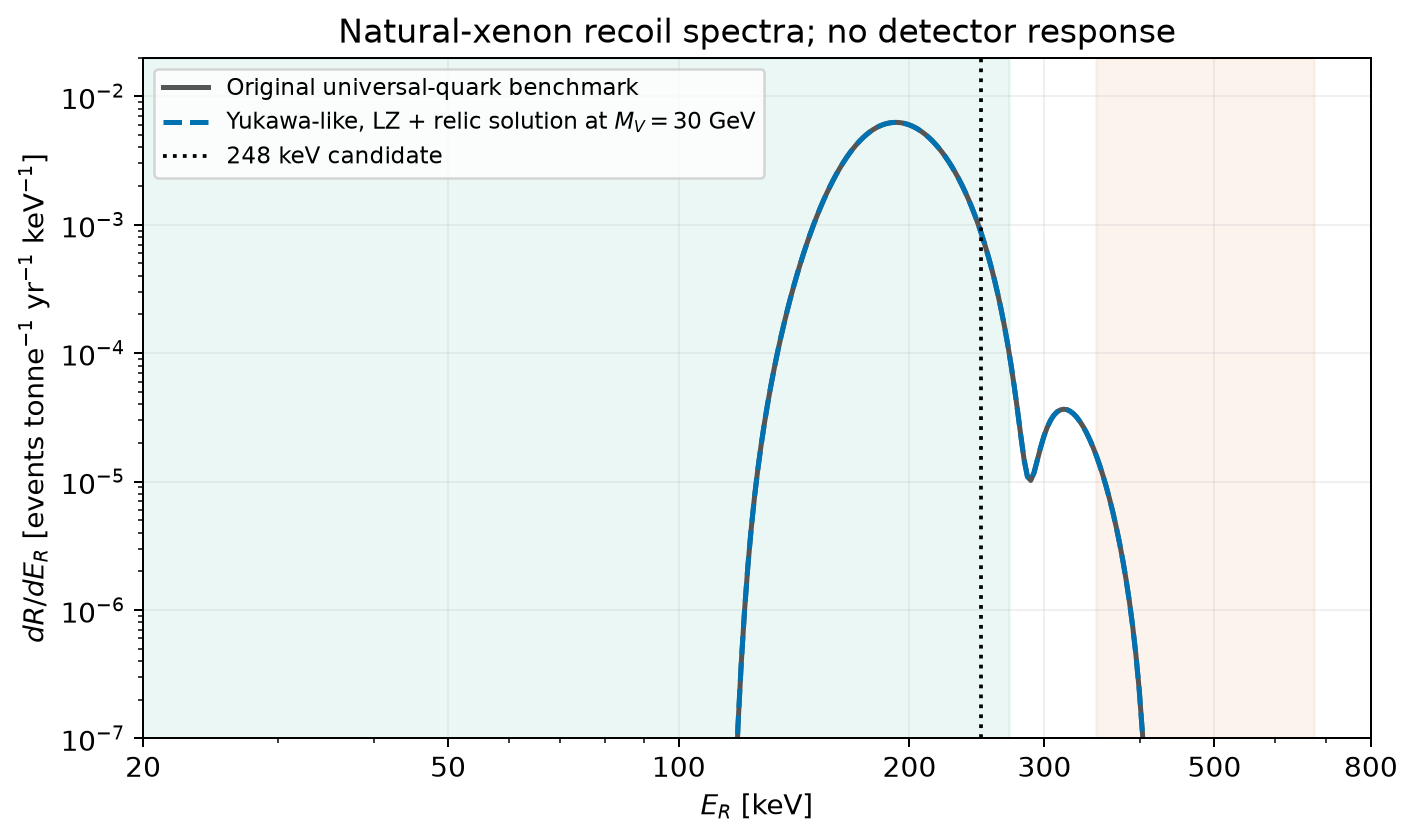 Natural-xenon recoil spectra; no detector response
Original universal-quark benchmark
Yukawa-like, LZ + relic solution at M_V = 30 GeV
248 keV candidate
dR/dE_R [events tonne⁻¹ yr⁻¹ keV⁻¹]
10⁻²
10⁻³
10⁻⁴
10⁻⁵
10⁻⁶
10⁻⁷
20 50 100 200 300 500 800
E_R [keV]